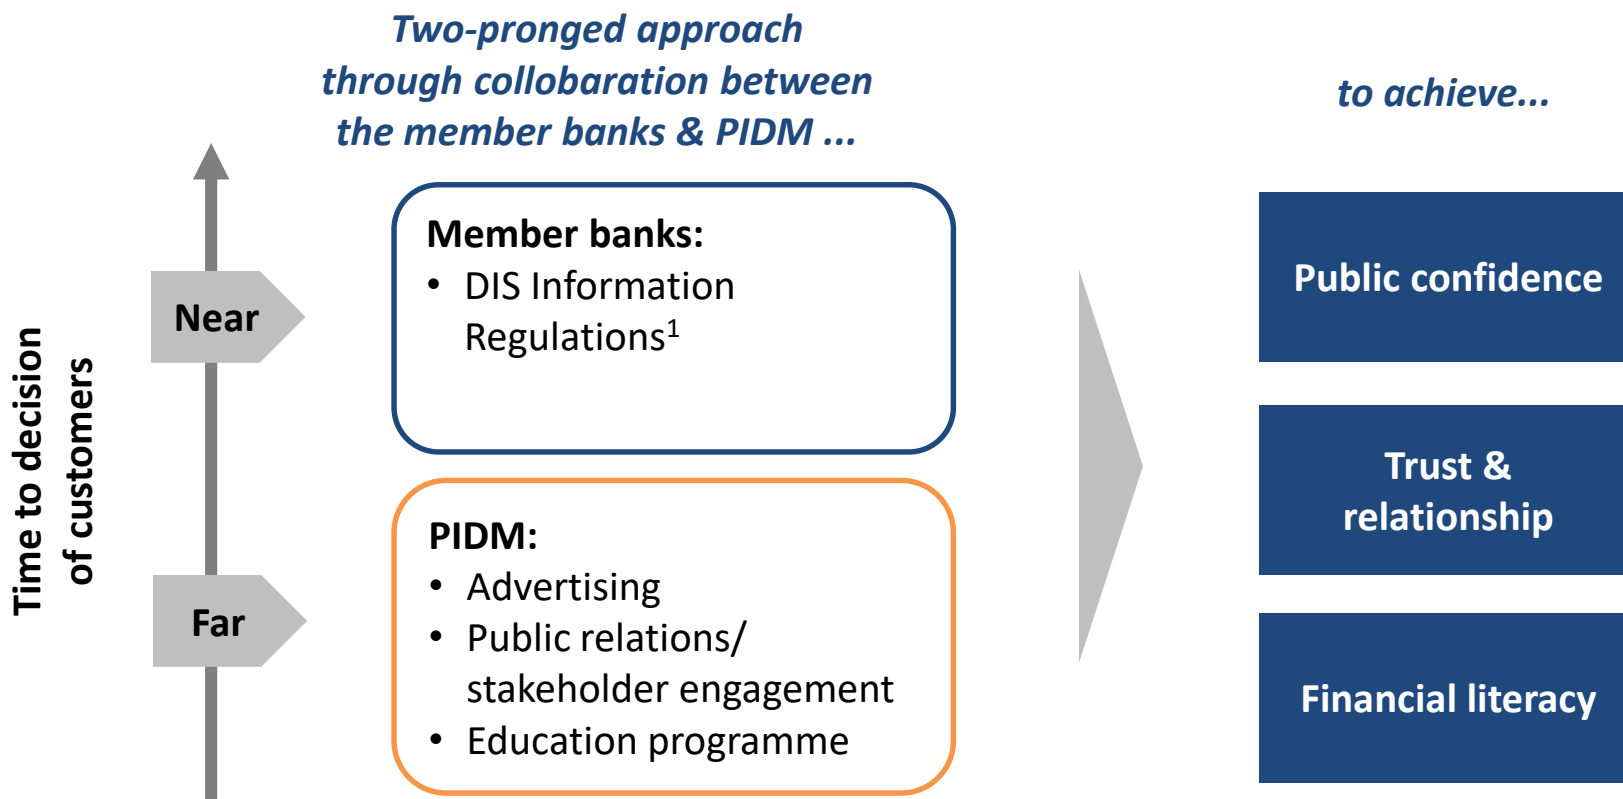 Two-pronged approach
through collobaration between
the member banks & PIDM ...
to achieve...
Time to decision
of customers
Near
Member banks:
• DIS Information
Regulations¹
Far
PIDM:
• Advertising
• Public relations/
stakeholder engagement
• Education programme
Public confidence
Trust &
relationship
Financial literacy